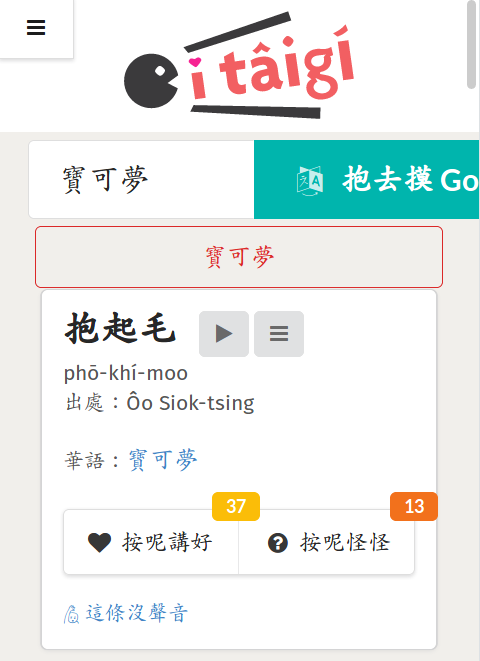 itâigí
寶可夢
抱去摸 Go
寶可夢
抱起毛
phō-khí-moo
出處：Ôo Siok-tsing
華語：寶可夢
37
13
按呢講好
按呢怪怪
這條沒聲音